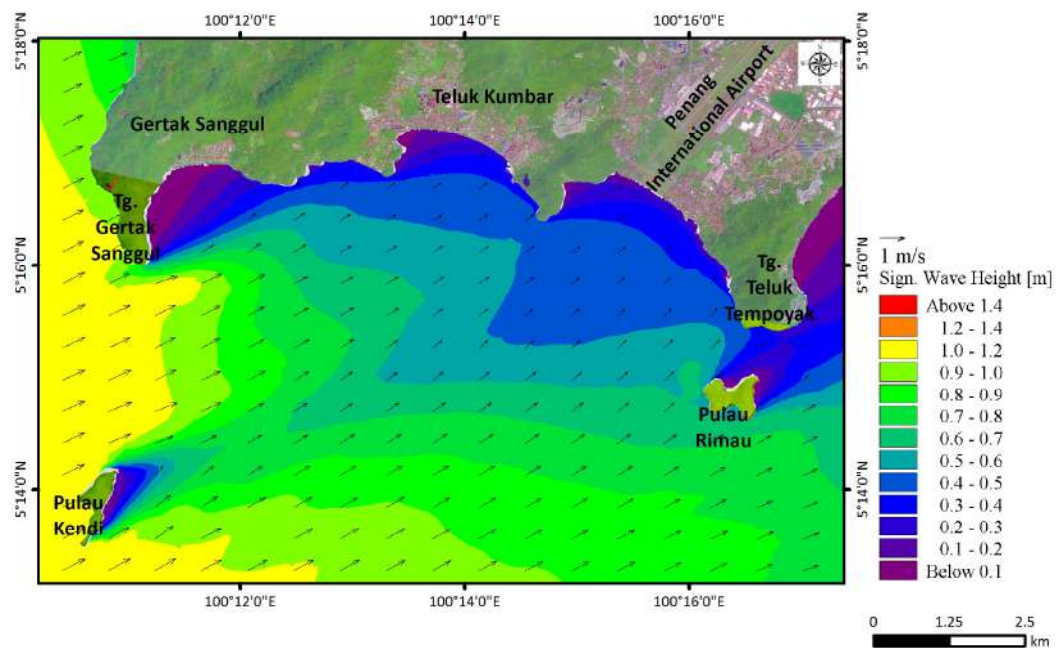 100°12'0"E
100°14'0"E
100°16'0"E
5°18'0"N
5°18'0"N
Teluk Kumbar
Gertak Sanggul
Penang
International Airport
Tg.
Gertak
Sanggul
5°16'0"N
5°16'0"N
Tg.
Teluk
Tempoyak
1 m/s
Sign. Wave Height [m]
Above 1.4
1.2 - 1.4
1.0 - 1.2
0.9 - 1.0
0.8 - 0.9
0.7 - 0.8
0.6 - 0.7
0.5 - 0.6
0.4 - 0.5
0.3 - 0.4
0.2 - 0.3
0.1 - 0.2
Below 0.1
Pulau
Rimau
Pulau
Kendi
5°14'0"N
5°14'0"N
100°12'0"E
100°14'0"E
100°16'0"E
0
1.25
2.5
km